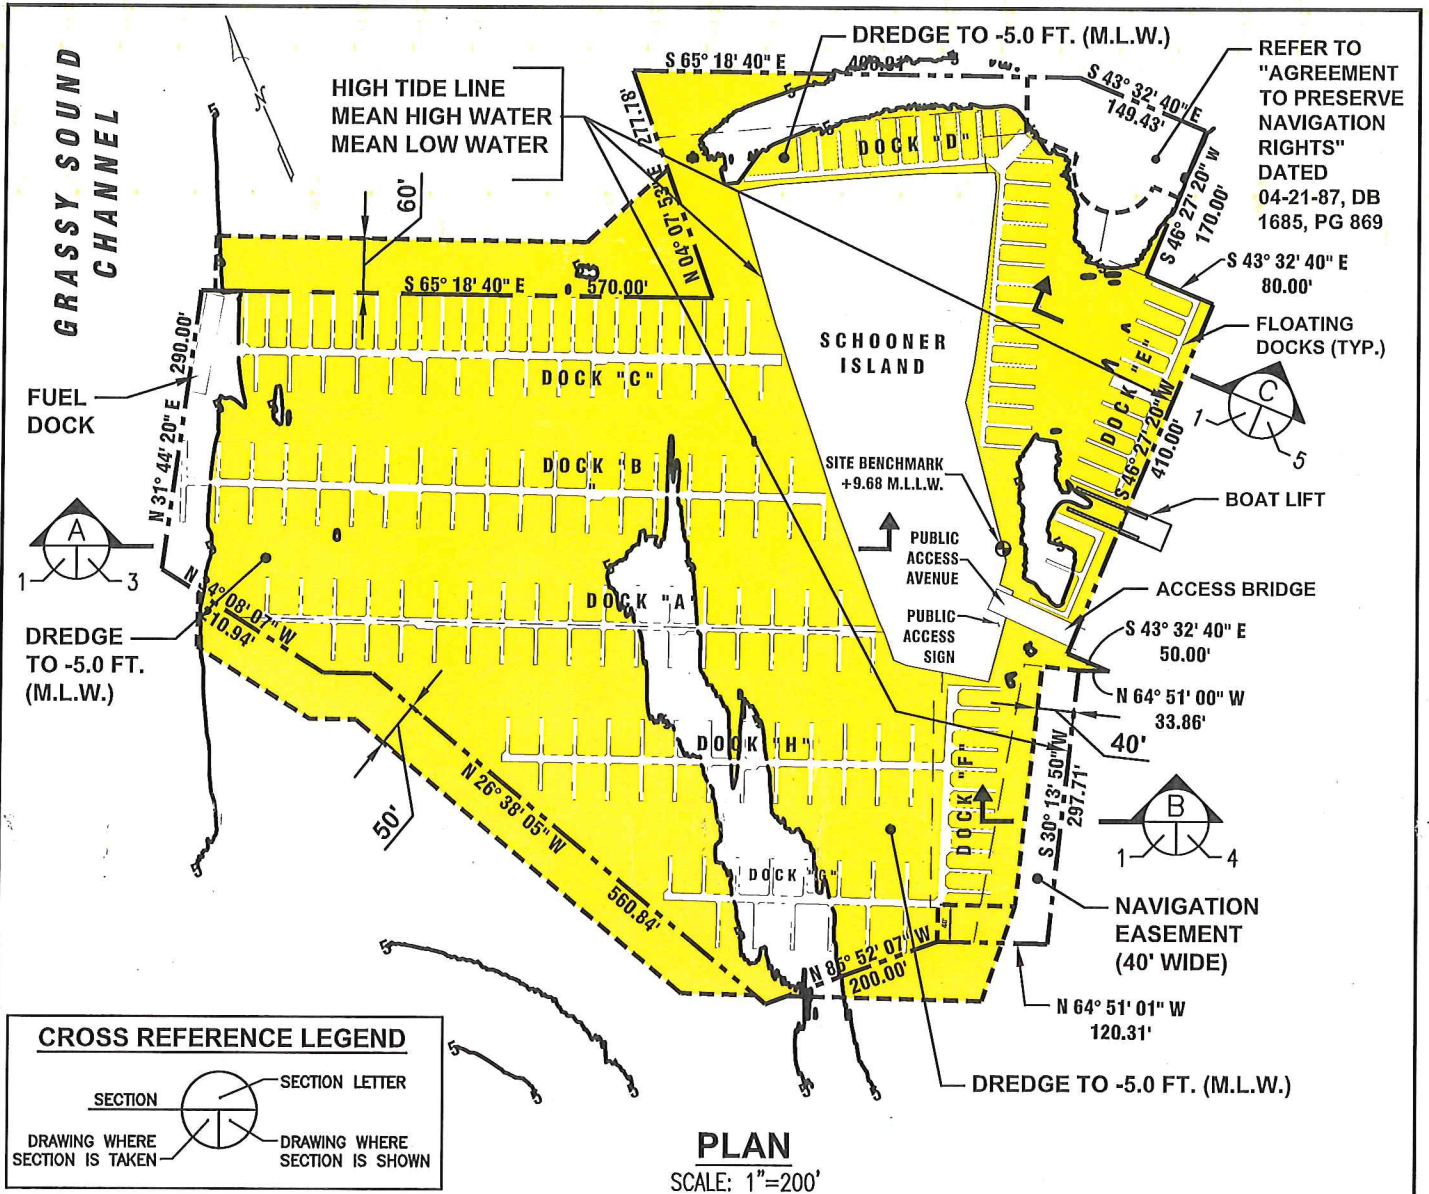 GRASSY SOUND
CHANNEL
N
HIGH TIDE LINE
MEAN HIGH WATER
MEAN LOW WATER
60'
S 65° 18' 40" E
277.78'
DREDGE TO -5.0 FT. (M.L.W.)
S 43° 32' 40" E
149.43'
REFER TO
"AGREEMENT
TO PRESERVE
NAVIGATION
RIGHTS"
DATED
04-21-87, DB
1685, PG 869
DOCK "D"
S 46° 27' 20" W
170.00'
N 04° 07' 53" E
S 43° 32' 40" E
80.00'
S 65° 18' 40" E 570.00'
FLOATING
DOCKS (TYP.)
SCHOONER
ISLAND
DOCK "E"
FUEL
DOCK
N 31° 44' 20" E 290.00'
DOCK "C"
C
1
5
S 46° 27' 20" W
410.00'
DOCK "B
"
SITE BENCHMARK
+9.68 M.L.L.W.
BOAT LIFT
A
1
3
PUBLIC
ACCESS
AVENUE
ACCESS BRIDGE
DOCK "A"
PUBLIC
ACCESS
SIGN
DREDGE
TO -5.0 FT.
(M.L.W.)
210.94'
S 43° 32' 40" E
50.00'
N 64° 51' 00" W
33.86'
40'
50'
DOCK "H"
N 26° 38' 05" W
560.84'
DOCK "F"
S 30° 13' 50" W
297.71'
B
1
4
DOCK "G"
NAVIGATION
EASEMENT
(40' WIDE)
200.00'
N 64° 51' 01" W
120.31'
DREDGE TO -5.0 FT. (M.L.W.)
5
5
5
5
5
5
5
CROSS REFERENCE LEGEND
SECTION LETTER
SECTION
DRAWING WHERE
SECTION IS TAKEN
DRAWING WHERE
SECTION IS SHOWN
PLAN
SCALE: 1"=200'